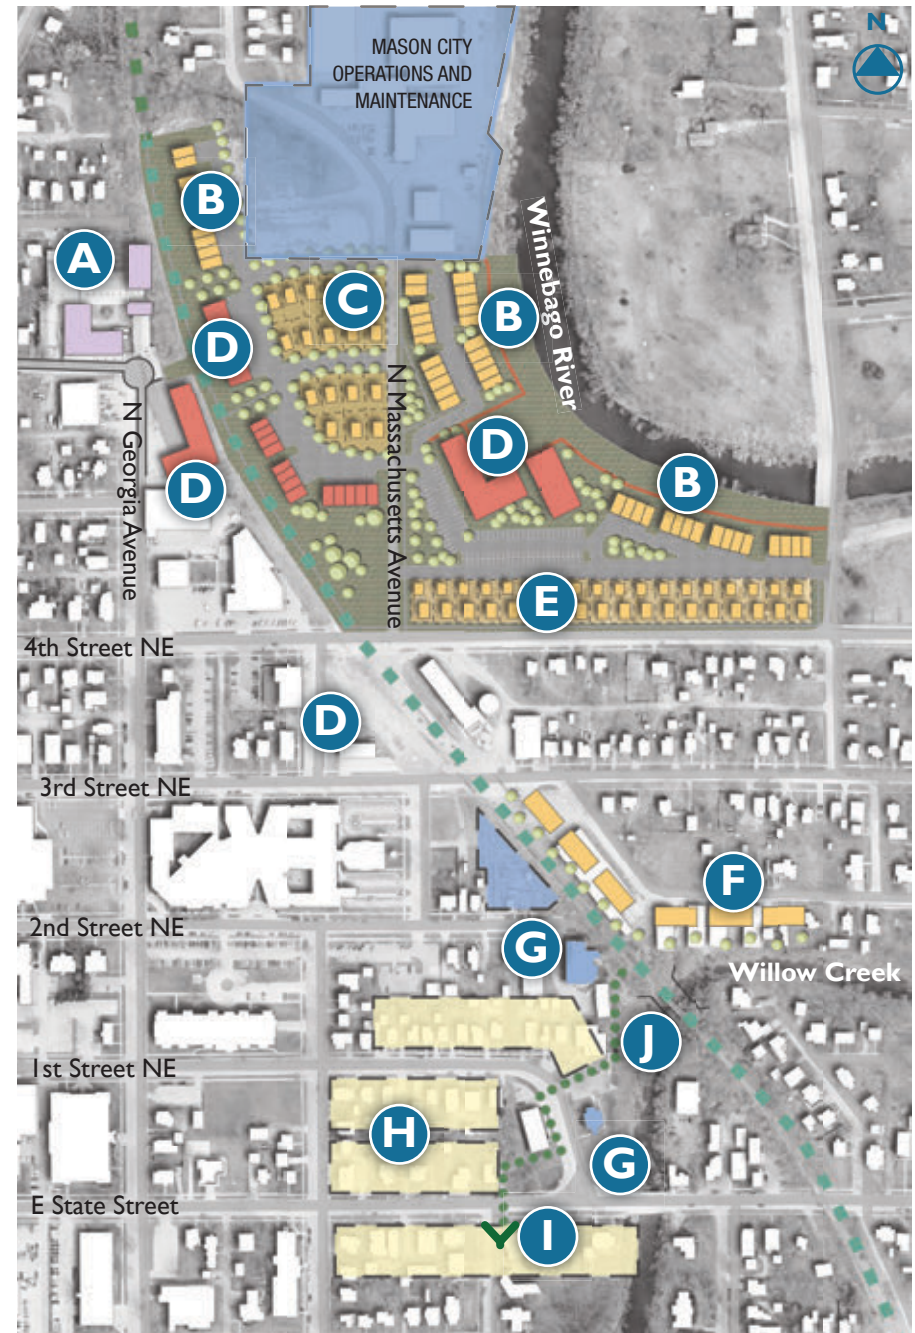 N
MASON CITY
OPERATIONS AND
MAINTENANCE
B
A
Winnebago River
C
B
D
N Massachusetts Avenue
N Georgia Avenue
D
D
B
E
4th Street NE
D
3rd Street NE
F
2nd Street NE
G
Willow Creek
J
1st Street NE
H
G
E State Street
I